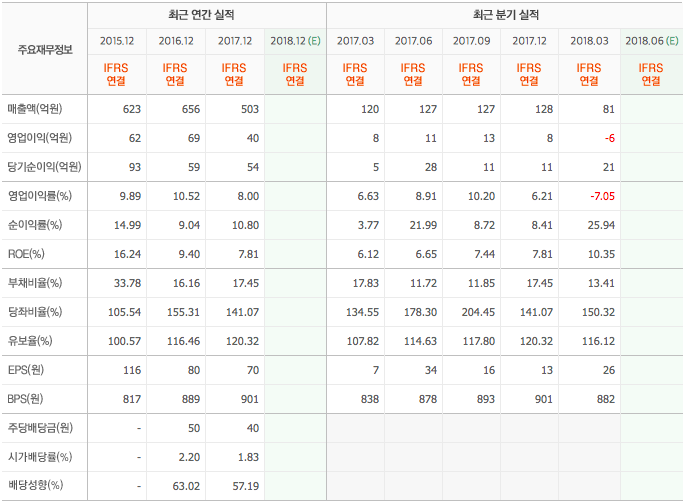 주요재무정보 최근 연간 실적 최근 분기 실적
2015.12 2016.12 2017.12 2018.12 (E) 2017.03 2017.06 2017.09 2017.12 2018.03 2018.06 (E)
IFRS IFRS IFRS IFRS IFRS IFRS IFRS IFRS IFRS IFRS
연결 연결 연결 연결 연결 연결 연결 연결 연결 연결
매출액(억원) 623 656 503 120 127 127 128 81
영업이익(억원) 62 69 40 8 11 13 8 -6
당기순이익(억원) 93 59 54 5 28 11 11 21
영업이익률(%) 9.89 10.52 8.00 6.63 8.91 10.20 6.21 -7.05
순이익률(%) 14.99 9.04 10.80 3.77 21.99 8.72 8.41 25.94
ROE(%) 16.24 9.40 7.81 6.12 6.65 7.44 7.81 10.35
부채비율(%) 33.78 16.16 17.45 17.83 11.72 11.85 17.45 13.41
당좌비율(%) 105.54 155.31 141.07 134.55 178.30 204.45 141.07 150.32
유보율(%) 100.57 116.46 120.32 107.82 114.63 117.80 120.32 116.12
EPS(원) 116 80 70 7 34 16 13 26
BPS(원) 817 889 901 838 878 893 901 882
주당배당금(원) - 50 40
시가배당률(%) - 2.20 1.83
배당성향(%) - 63.02 57.19